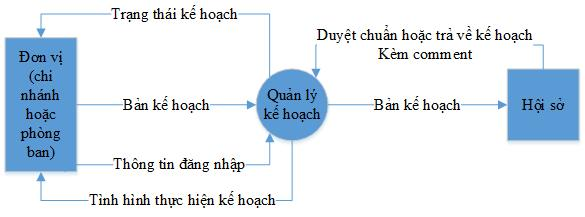 Trạng thái kế hoạch
Duyệt chuẩn hoặc trả về kế hoạch
Kèm comment
Đơn vị
(chi
nhánh
hoặc
phòng
ban)
Bản kế hoạch
Quản lý
kế hoạch
Bản kế hoạch
Hội sở
Thông tin đăng nhập
Tình hình thực hiện kế hoạch